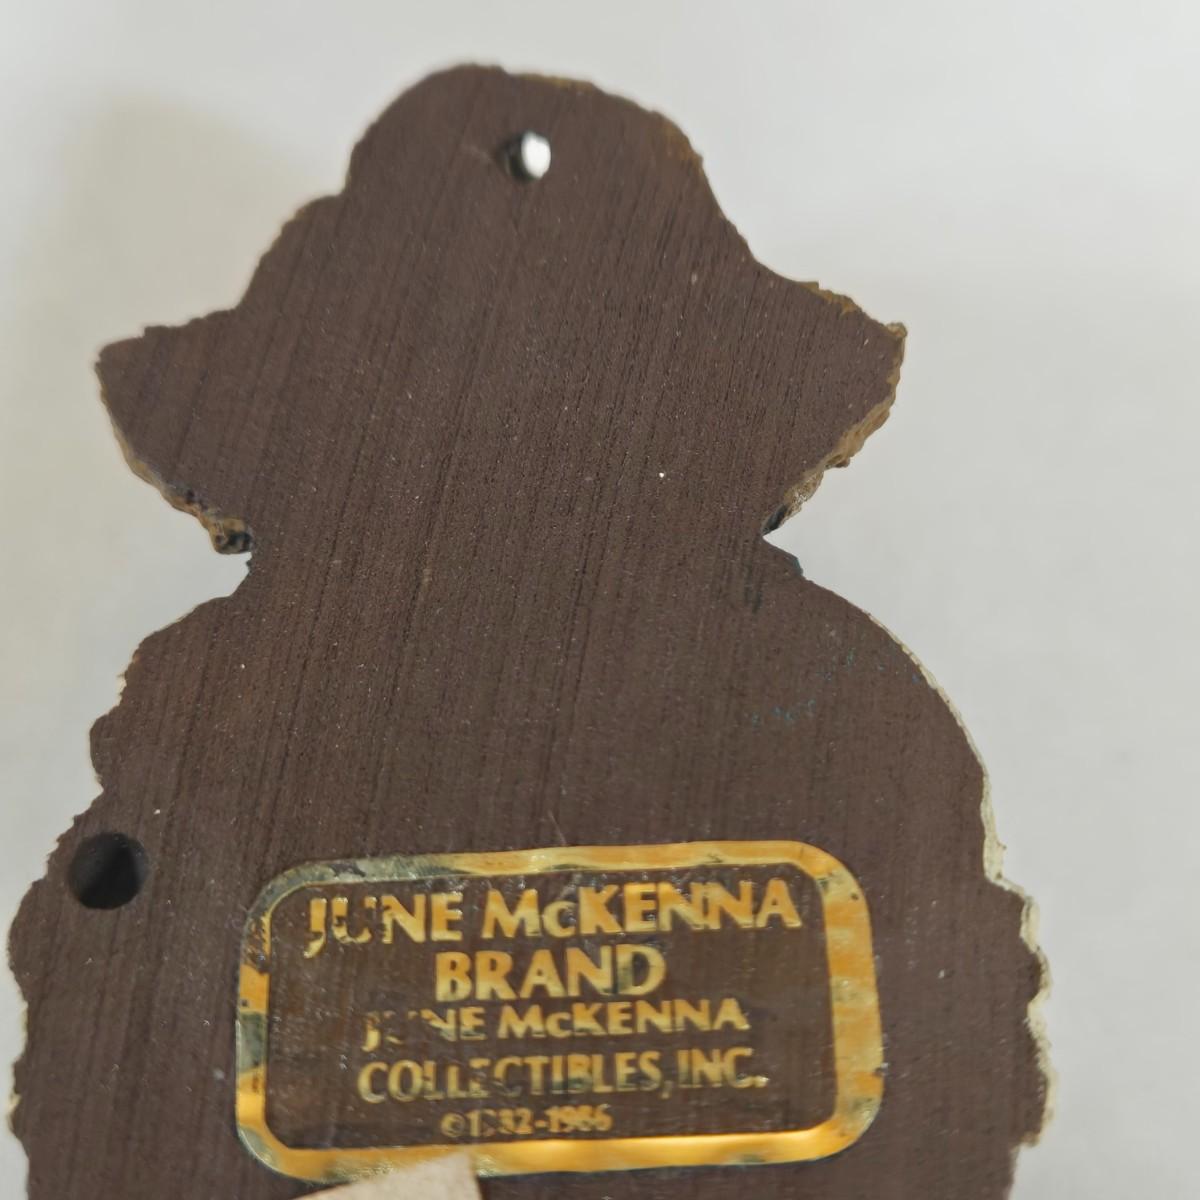 JUNE McKENNA
BRAND
JUNE McKENNA
COLLECTIBLES, INC.
©1982-1986